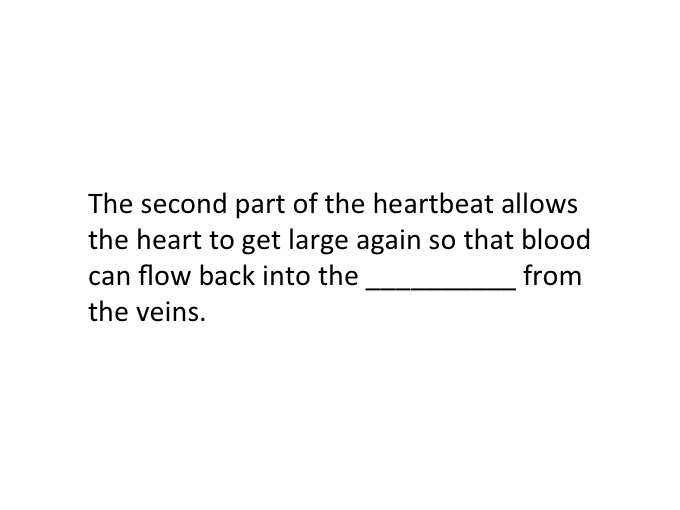 The second part of the heartbeat allows
the heart to get large again so that blood
can flow back into the __________ from
the veins.